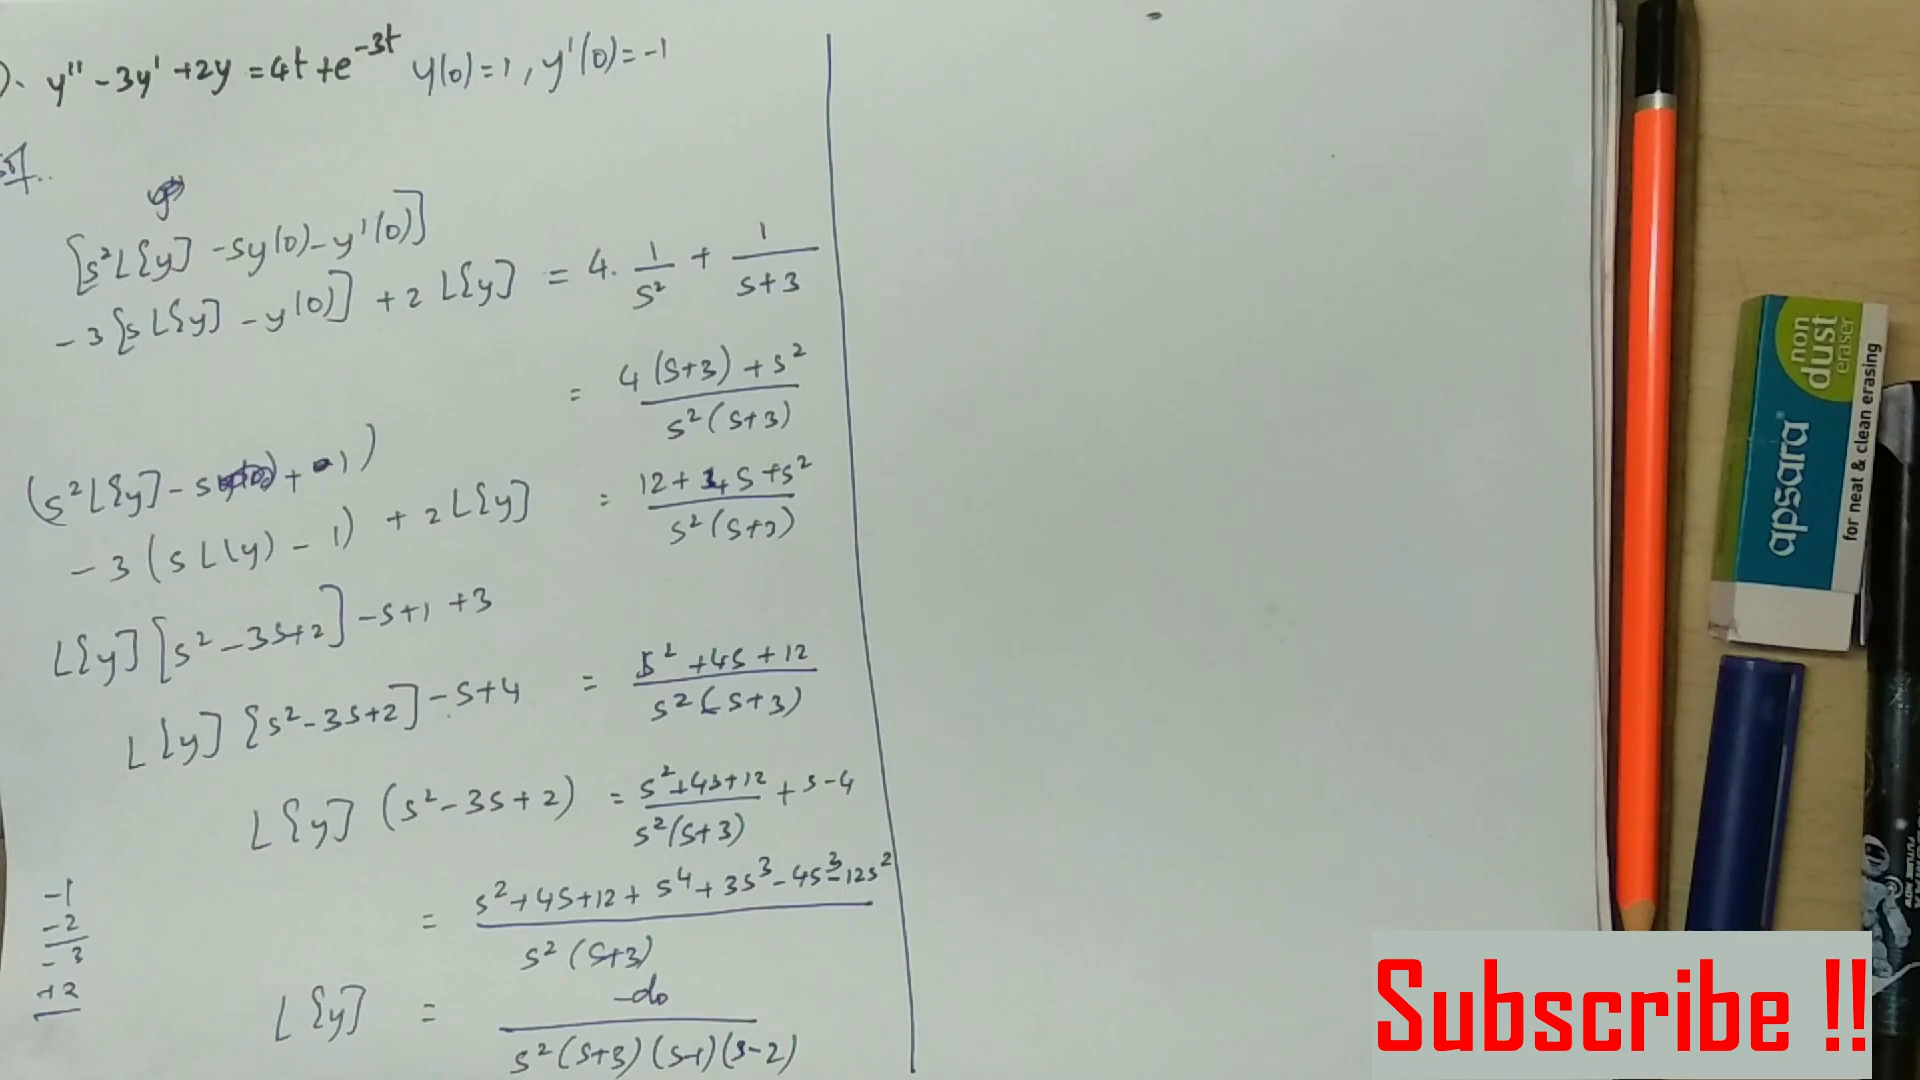 ). y'' - 3y' + 2y = 4t + e^-3t y(0) = 1, y'(0) = -1
[s²L{y] - sy(0) - y'(0)]
- 3[sL{y] - y(0)] + 2 L{y] = 4. 1/s² + 1/(s+3)
= 4(s+3) + s² / s²(s+3)
(s²L{y] - s + 1)
- 3(sL(y) - 1) + 2L{y] = 12 + 4s + s² / s²(s+3)
L{y] [s² - 3s + 2] - s + 1 + 3
L{y] [s² - 3s + 2] - s + 4 = s² + 4s + 12 / s²(s+3)
L{y] (s² - 3s + 2) = s² + 4s + 12 / s²(s+3) + s - 4
= s² + 4s + 12 + s⁴ + 3s³ - 4s³ - 12s² / s²(s+3)
L{y] = -do / s²(s+3)(s-1)(s-2)
-1
-2
-3
+2
non
dust
eraser
apsara
for neat & clean erasing
Subscribe !!